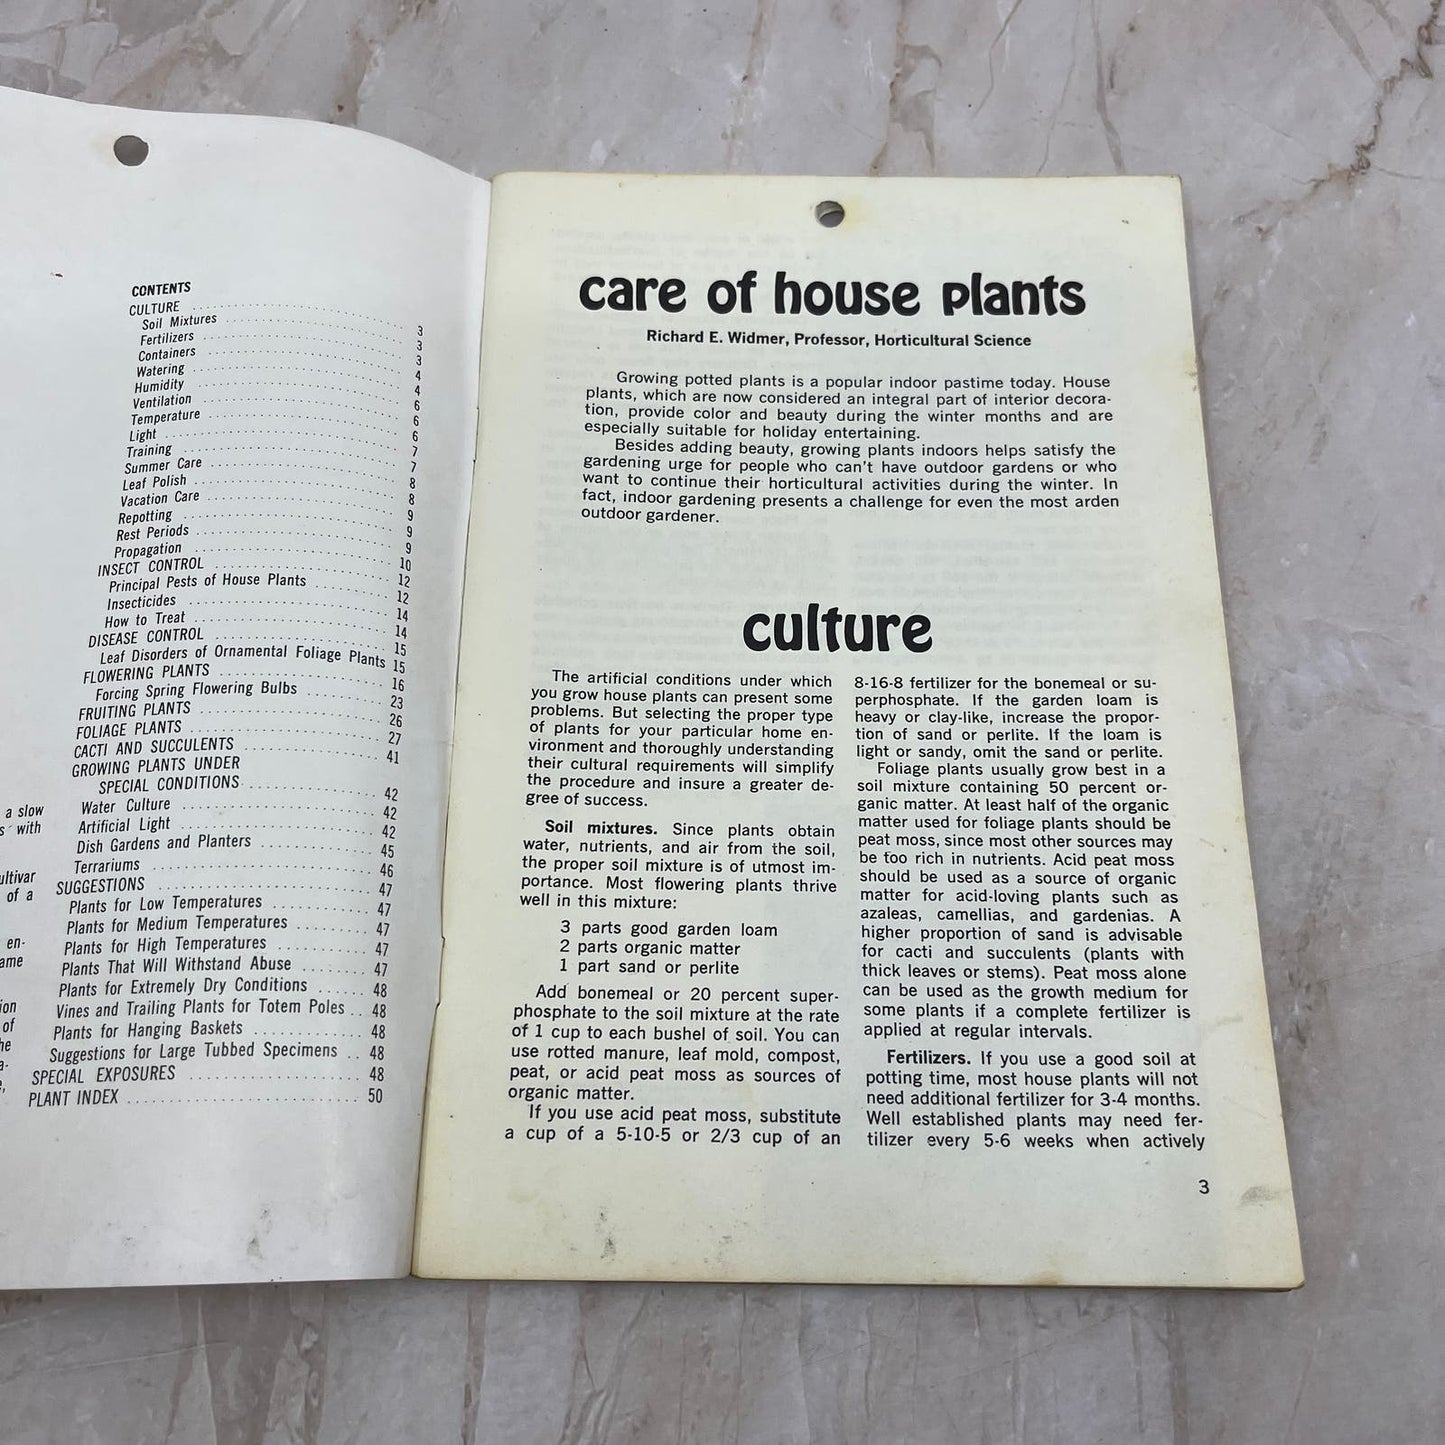 a slow
with
ultivar
of a
en-
ame
ion
of
he
a-
e,
CONTENTS
CULTURE 3
Soil Mixtures 3
Fertilizers 3
Containers 4
Watering 4
Humidity 6
Ventilation 6
Temperature 6
Light 7
Training 7
Summer Care 8
Leaf Polish 8
Vacation Care 9
Repotting 9
Rest Periods 9
Propagation 10
INSECT CONTROL 12
Principal Pests of House Plants 12
Insecticides 14
How to Treat 14
DISEASE CONTROL 15
Leaf Disorders of Ornamental Foliage Plants 15
FLOWERING PLANTS 16
Forcing Spring Flowering Bulbs 23
FRUITING PLANTS 26
FOLIAGE PLANTS 27
CACTI AND SUCCULENTS 41
GROWING PLANTS UNDER
SPECIAL CONDITIONS 42
Water Culture 42
Artificial Light 42
Dish Gardens and Planters 45
Terrariums 46
SUGGESTIONS 47
Plants for Low Temperatures 47
Plants for Medium Temperatures 47
Plants for High Temperatures 47
Plants That Will Withstand Abuse 47
Plants for Extremely Dry Conditions 48
Vines and Trailing Plants for Totem Poles 48
Plants for Hanging Baskets 48
Suggestions for Large Tubbed Specimens 48
SPECIAL EXPOSURES 48
PLANT INDEX 50
care of house plants
Richard E. Widmer, Professor, Horticultural Science
Growing potted plants is a popular indoor pastime today. House
plants, which are now considered an integral part of interior decora-
tion, provide color and beauty during the winter months and are
especially suitable for holiday entertaining.
Besides adding beauty, growing plants indoors helps satisfy the
gardening urge for people who can't have outdoor gardens or who
want to continue their horticultural activities during the winter. In
fact, indoor gardening presents a challenge for even the most arden
outdoor gardener.
culture
The artificial conditions under which
you grow house plants can present some
problems. But selecting the proper type
of plants for your particular home en-
vironment and thoroughly understanding
their cultural requirements will simplify
the procedure and insure a greater de-
gree of success.
Soil mixtures. Since plants obtain
water, nutrients, and air from the soil,
the proper soil mixture is of utmost im-
portance. Most flowering plants thrive
well in this mixture:
3 parts good garden loam
2 parts organic matter
1 part sand or perlite
Add bonemeal or 20 percent super-
phosphate to the soil mixture at the rate
of 1 cup to each bushel of soil. You can
use rotted manure, leaf mold, compost,
peat, or acid peat moss as sources of
organic matter.
If you use acid peat moss, substitute
a cup of a 5-10-5 or 2/3 cup of an
8-16-8 fertilizer for the bonemeal or su-
perphosphate. If the garden loam is
heavy or clay-like, increase the propor-
tion of sand or perlite. If the loam is
light or sandy, omit the sand or perlite.
Foliage plants usually grow best in a
soil mixture containing 50 percent or-
ganic matter. At least half of the organic
matter used for foliage plants should be
peat moss, since most other sources may
be too rich in nutrients. Acid peat moss
should be used as a source of organic
matter for acid-loving plants such as
azaleas, camellias, and gardenias. A
higher proportion of sand is advisable
for cacti and succulents (plants with
thick leaves or stems). Peat moss alone
can be used as the growth medium for
some plants if a complete fertilizer is
applied at regular intervals.
Fertilizers. If you use a good soil at
potting time, most house plants will not
need additional fertilizer for 3-4 months.
Well established plants may need fer-
tilizer every 5-6 weeks when actively
3